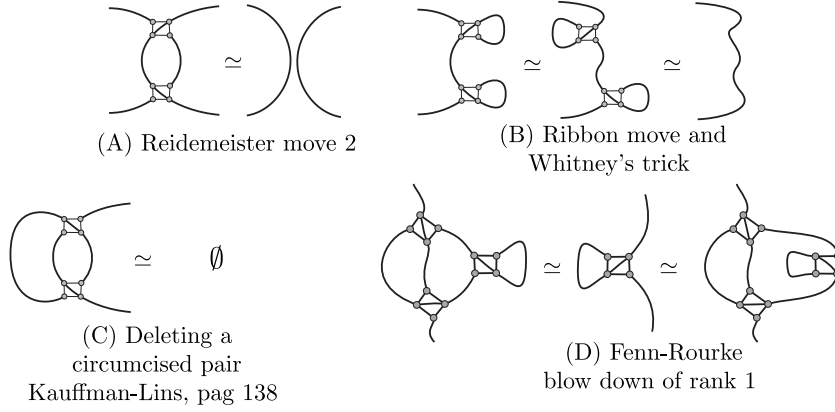 ≃
(A) Reidemeister move 2
≃ ≃
(B) Ribbon move and
Whitney's trick
≃ ∅
(C) Deleting a
circumcised pair
Kauffman-Lins, pag 138
≃ ≃
(D) Fenn-Rourke
blow down of rank 1